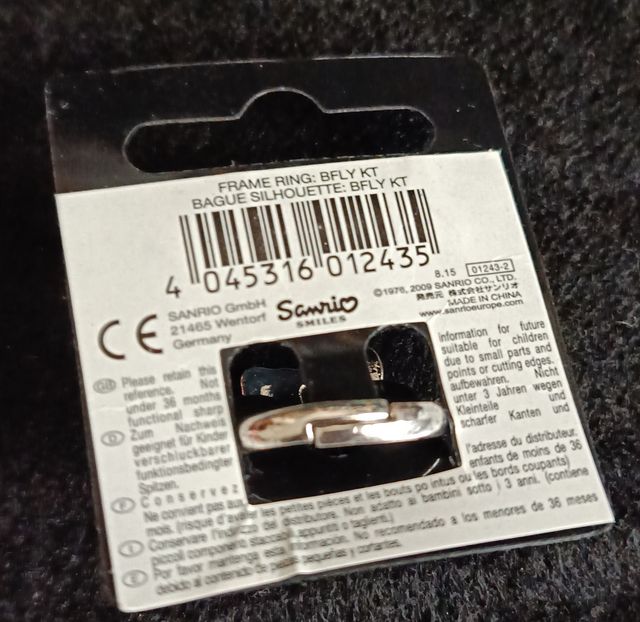 FRAME RING: BFLY KT
BAGUE SILHOUETTE: BFLY KT
4 045316 012435
8.15 01243-2
©1976, 2009 SANRIO CO., LTD.
発売元 株式会社サンリオ
MADE IN CHINA
www.sanrioeurope.com
CE
SANRIO GmbH
21465 Wentorf
Germany
Sanrio
SMILES
GB Please retain this
reference. Not
under 36 months
functional sharp
D Zum Nachweis
geeignet für Kinder
verschluckbarer
funktionsbedingter
Spitzen.
information for future
suitable for children
due to small parts and
points or cutting edges.
aufbewahren. Nicht
unter 3 Jahren wegen
Kleinteile und
scharfer Kanten und
F Conservez
l'adresse du distributeur.
Ne convient pas aux enfants de moins de 36
mois. (risque d'avaler les petites pièces et les bouts pointus ou les bords coupants)
I Conservare l'indirizzo del distributore. Non adatto ai bambini sotto i 3 anni. (contiene
piccoli componenti staccabili, appuntiti o taglienti.)
E Por favor mantenga esta información. No recomendado a los menores de 36 meses
debido al contenido de piezas pequeñas y cortantes.